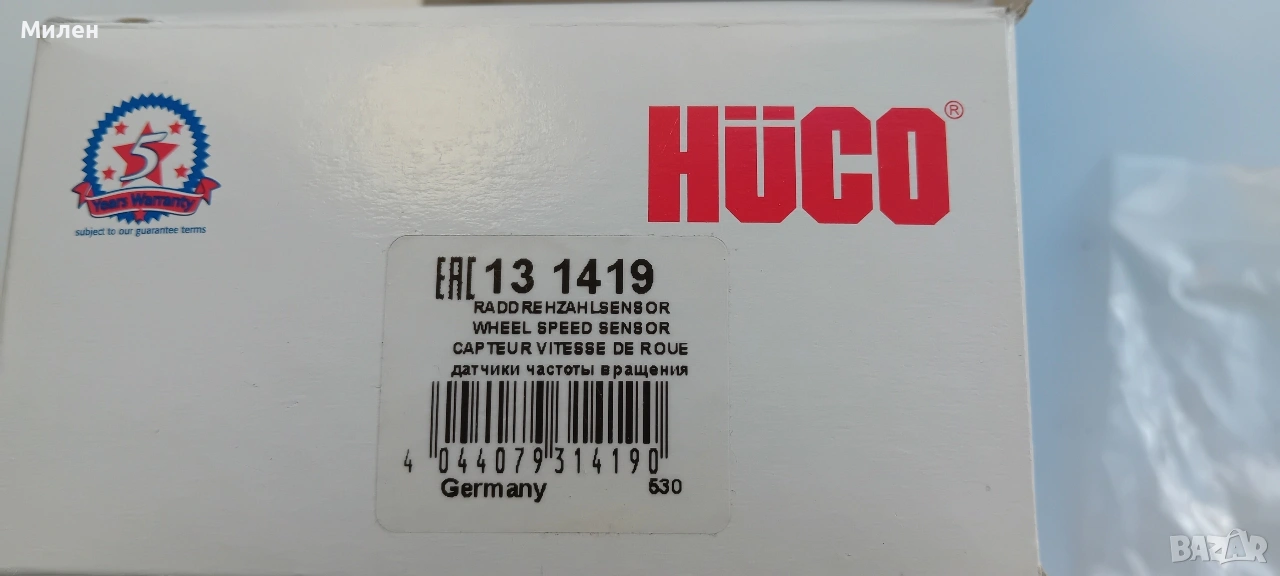 Милен
5
Years Warranty
subject to our guarantee terms
HÜCO®
EAC 13 1419
RADDREHZAHLSENSOR
WHEEL SPEED SENSOR
CAPTEUR VITESSE DE ROUE
датчики частоты вращения
4 044079 314190
Germany 530
BAZAR